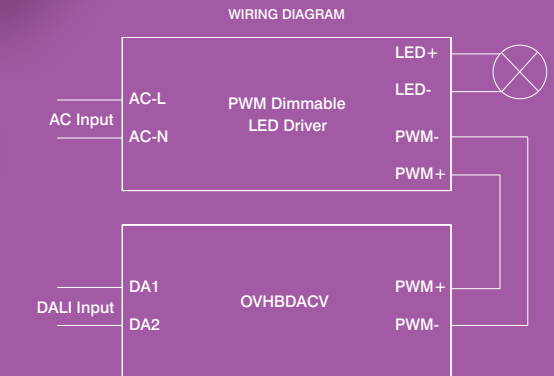 WIRING DIAGRAM
LED+
LED-
AC-L
AC Input
AC-N
PWM Dimmable
LED Driver
PWM-
PWM+
DA1
DALI Input
DA2
OVHBDACV
PWM+
PWM-